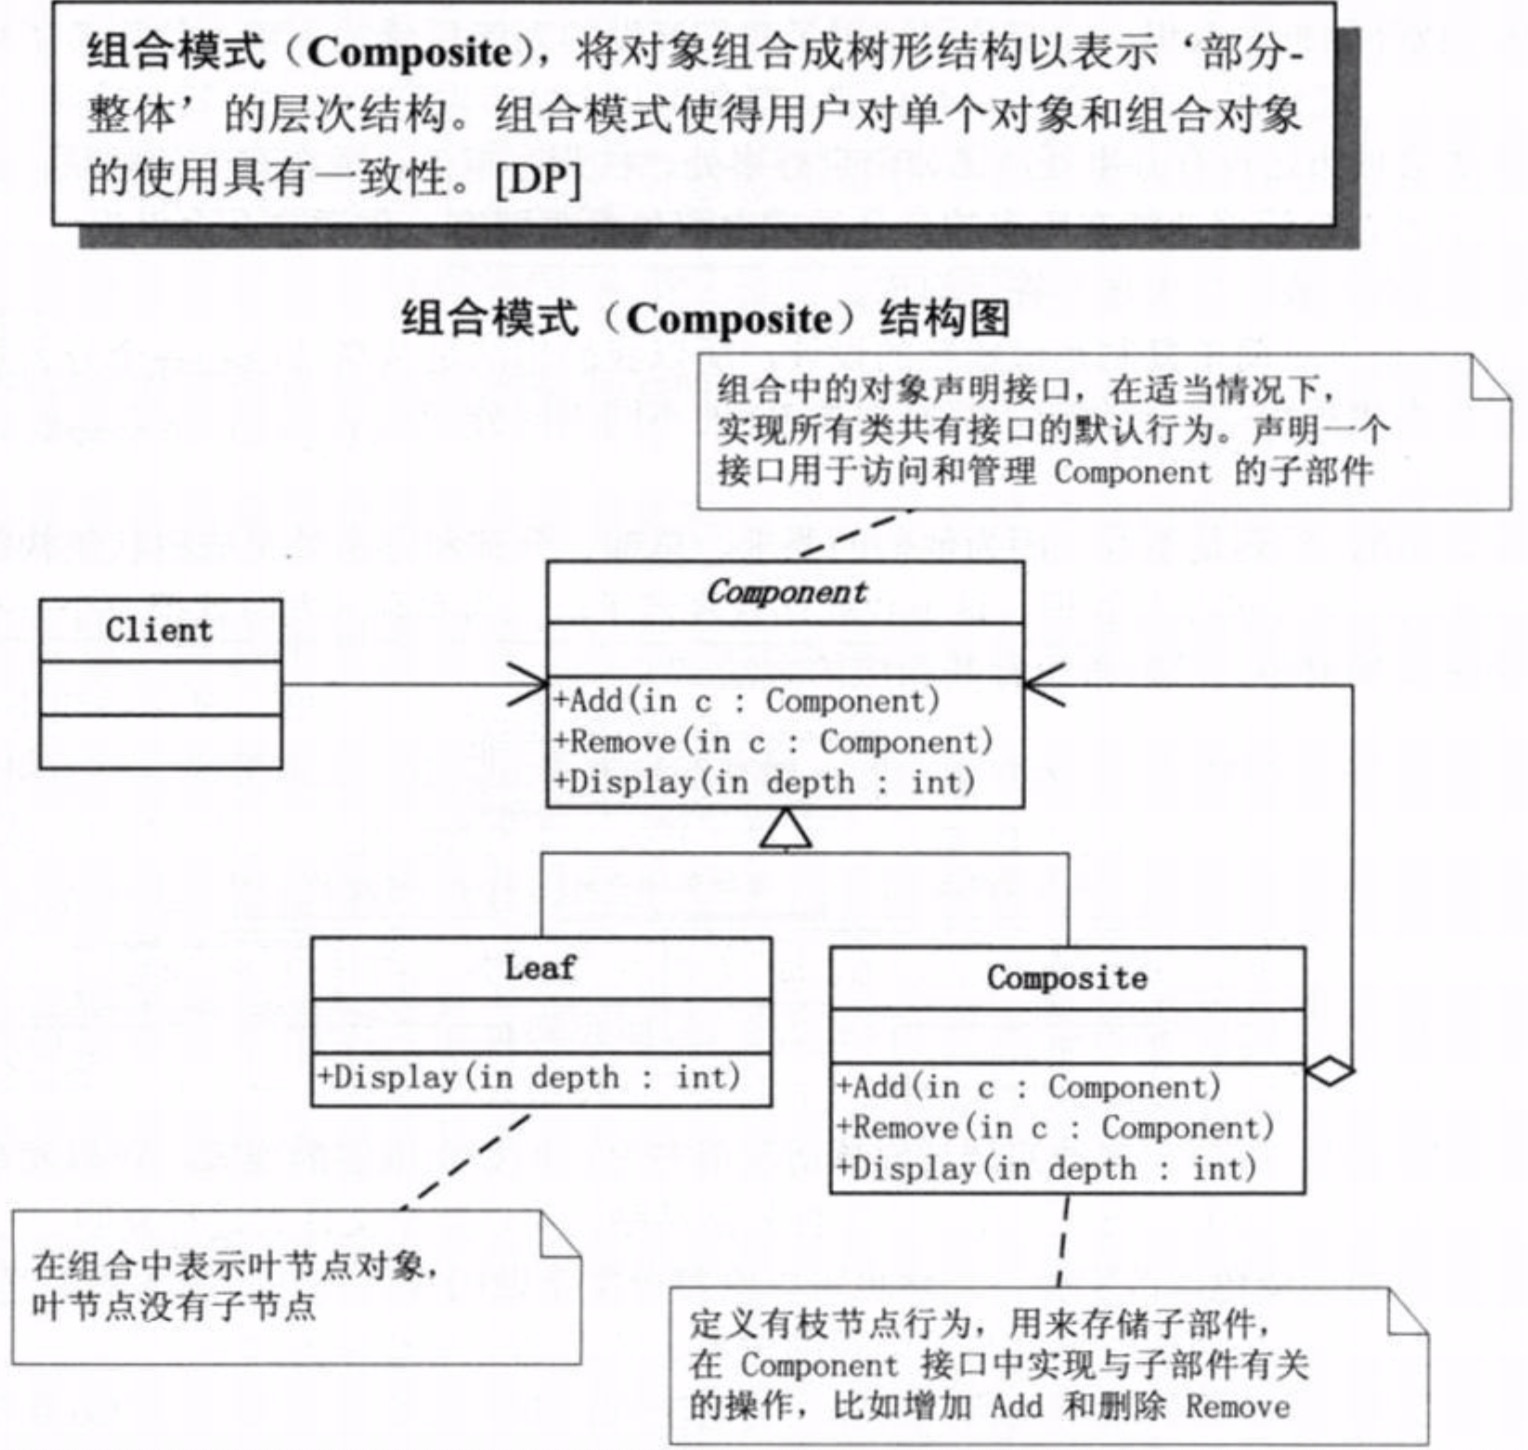 组合模式（Composite），将对象组合成树形结构以表示‘部分-
整体’的层次结构。组合模式使得用户对单个对象和组合对象
的使用具有一致性。[DP]
组合模式（Composite）结构图
组合中的对象声明接口，在适当情况下，
实现所有类共有接口的默认行为。声明一个
接口用于访问和管理 Component 的子部件
Client
Component
+Add(in c : Component)
+Remove(in c : Component)
+Display(in depth : int)
Leaf
+Display(in depth : int)
Composite
+Add(in c : Component)
+Remove(in c : Component)
+Display(in depth : int)
在组合中表示叶节点对象，
叶节点没有子节点
定义有枝节点行为，用来存储子部件，
在 Component 接口中实现与子部件有关
的操作，比如增加 Add 和删除 Remove